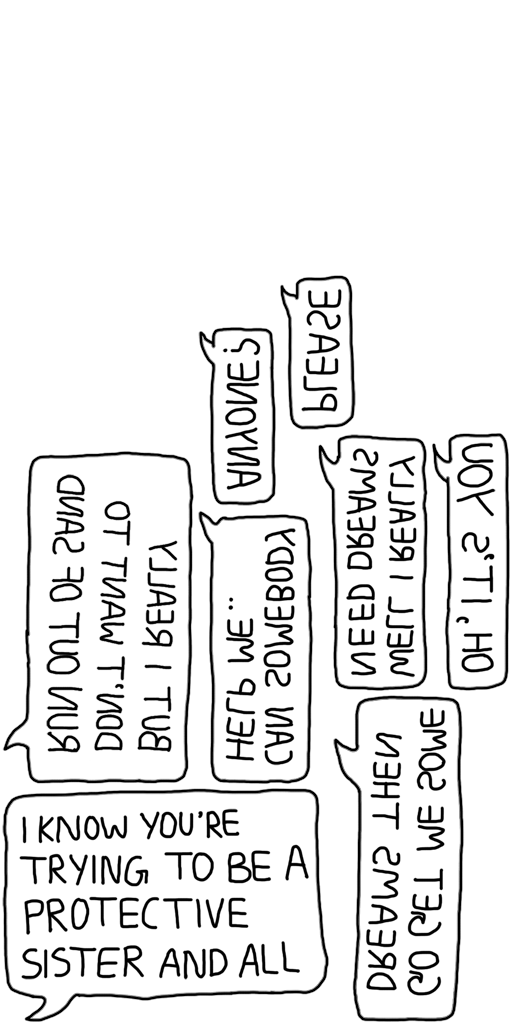 CAN SOMEBODY
HELP ME..
ANYONE?
PLEASE
OH, IT'S YOU
WELL I REALLY
NEED DREAMS
GO GET ME SOME
DREAMS THEN
I KNOW YOU'RE
TRYING TO BE A
PROTECTIVE
SISTER AND ALL
BUT I REALLY
DON'T WANT TO
RUN OUT OF SAND